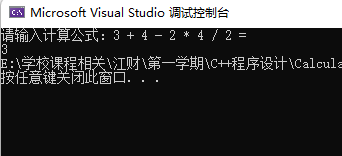 Microsoft Visual Studio 调试控制台
请输入计算公式：3 + 4 - 2 * 4 / 2 =
3
E:\学校课程相关\江财\第一学期\C++程序设计\Calcula
按任意键关闭此窗口. . .